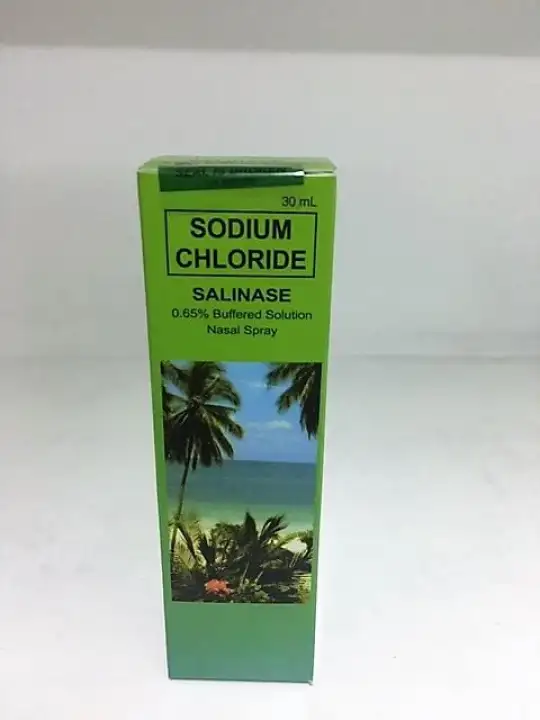 30 mL
SODIUM
CHLORIDE
SALINASE
0.65% Buffered Solution
Nasal Spray